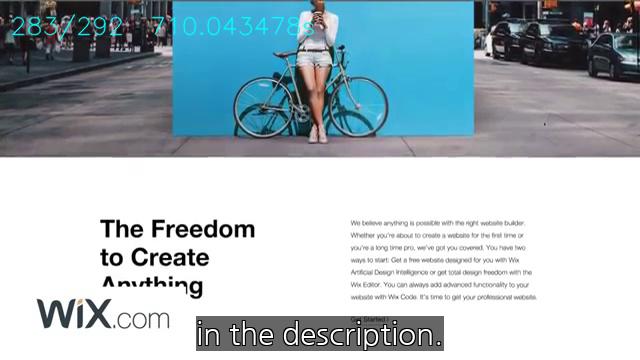 283/292 710.043478s
The Freedom
to Create
Anything
We believe anything is possible with the right website builder.
Whether you're about to create a website for the first time or
you're a long time pro, we've got you covered. You have two
ways to start: Get a free website designed for you with Wix
Artificial Design Intelligence or get total design freedom with the
Wix Editor. You can always add advanced functionality to your
website with Wix Code. It's time to get your professional website.
Get Started
WiX.com
in the description.